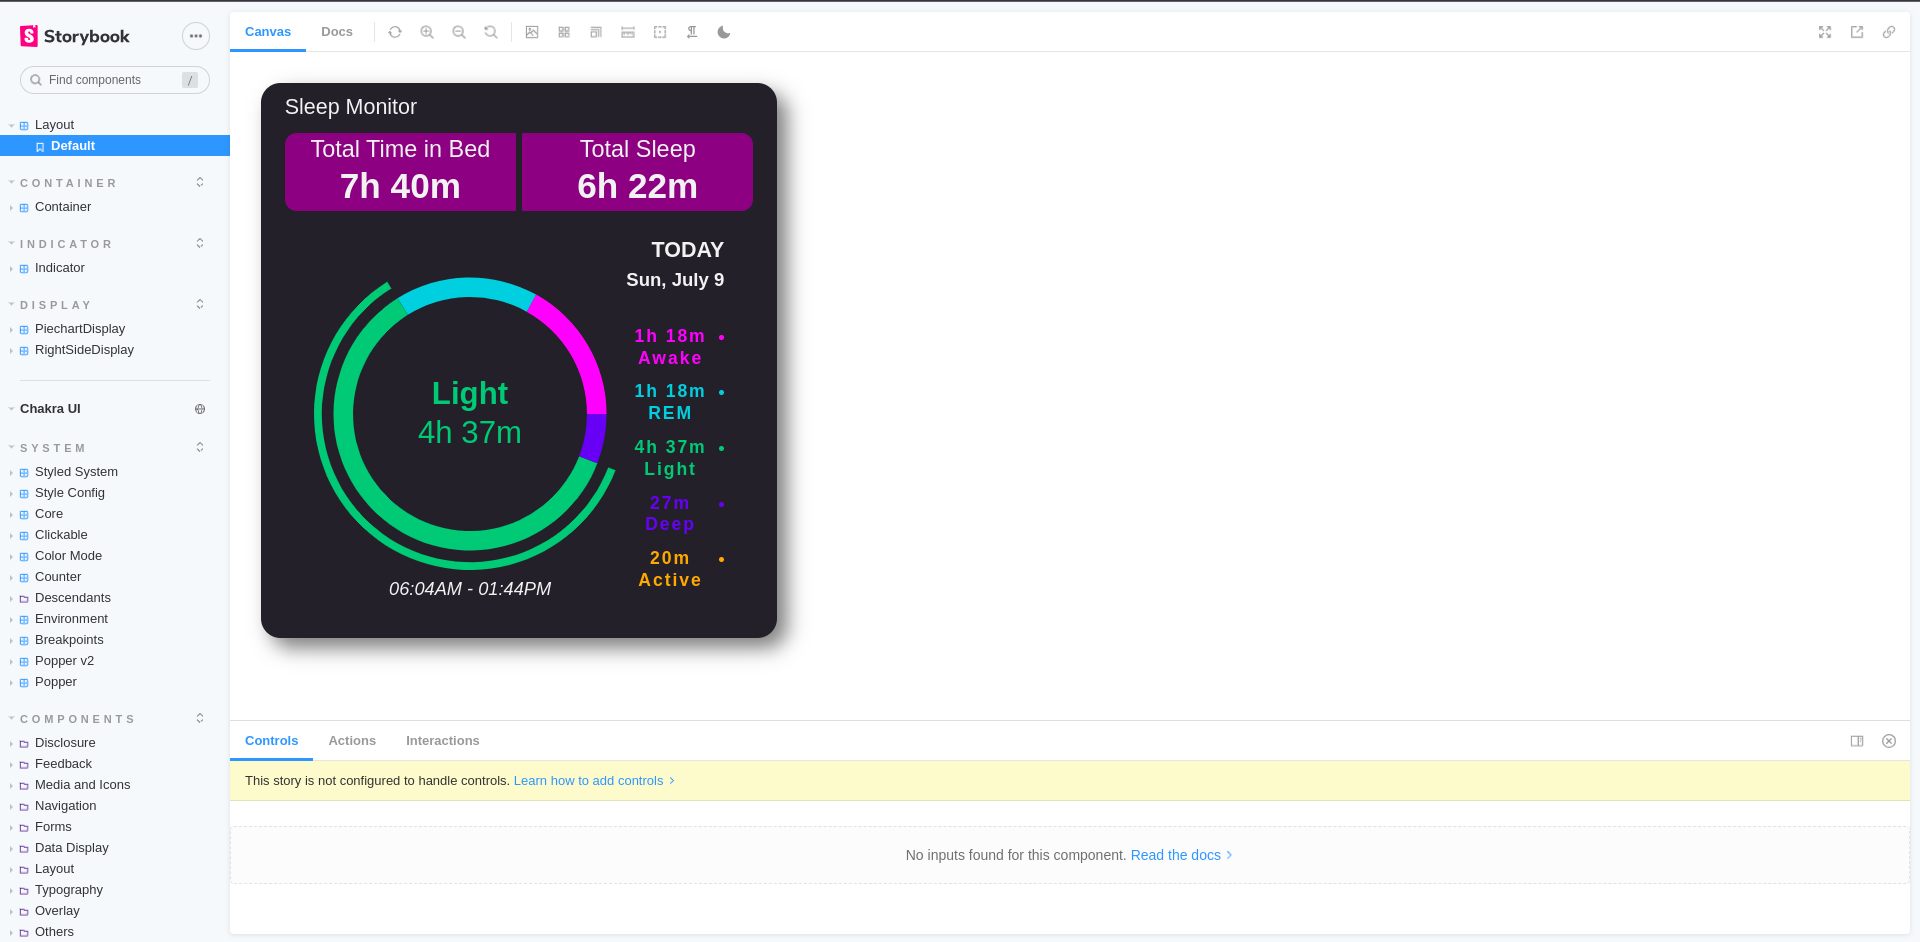 Storybook
Find components
/
Layout
Default
CONTAINER
Container
INDICATOR
Indicator
DISPLAY
PiechartDisplay
RightSideDisplay
Chakra UI
SYSTEM
Styled System
Style Config
Core
Clickable
Color Mode
Counter
Descendants
Environment
Breakpoints
Popper v2
Popper
COMPONENTS
Disclosure
Feedback
Media and Icons
Navigation
Forms
Data Display
Layout
Typography
Overlay
Others
Canvas
Docs
Sleep Monitor
Total Time in Bed
7h 40m
Total Sleep
6h 22m
TODAY
Sun, July 9
Light
4h 37m
06:04AM - 01:44PM
1h 18m
Awake
1h 18m
REM
4h 37m
Light
27m
Deep
20m
Active
Controls
Actions
Interactions
This story is not configured to handle controls. Learn how to add controls
No inputs found for this component. Read the docs